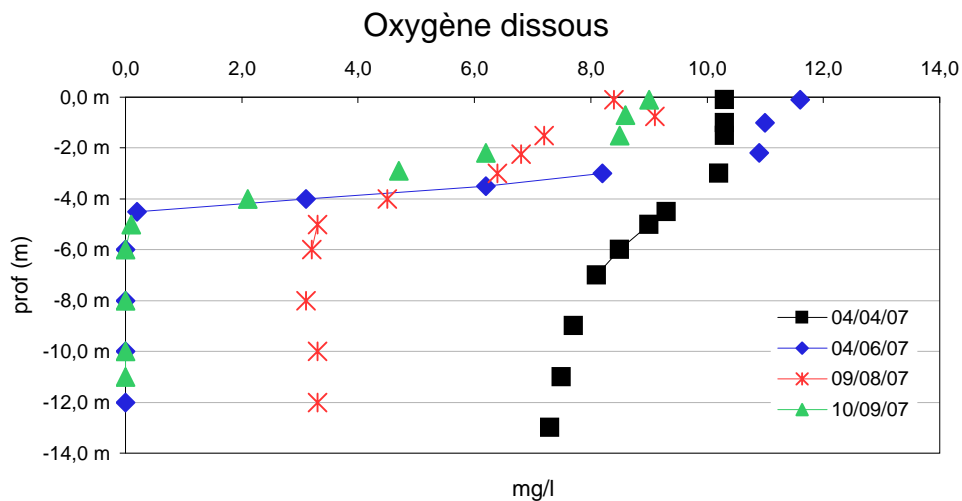 Oxygène dissous
0,0 2,0 4,0 6,0 8,0 10,0 12,0 14,0
0,0 m
-2,0 m
-4,0 m
-6,0 m
-8,0 m
-10,0 m
-12,0 m
-14,0 m
prof (m)
04/04/07
04/06/07
09/08/07
10/09/07
mg/l